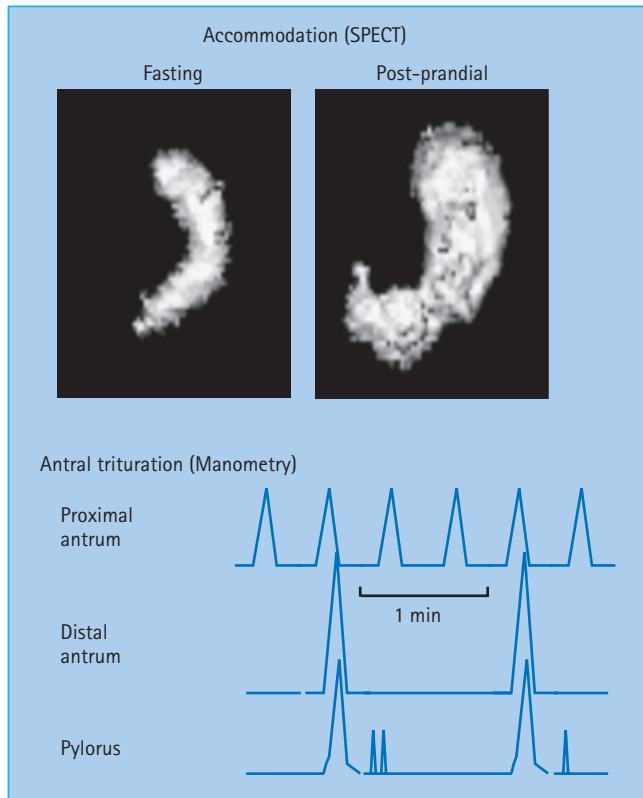 Accommodation (SPECT)
Fasting
Post-prandial
Antral trituration (Manometry)
Proximal
antrum
1 min
Distal
antrum
Pylorus